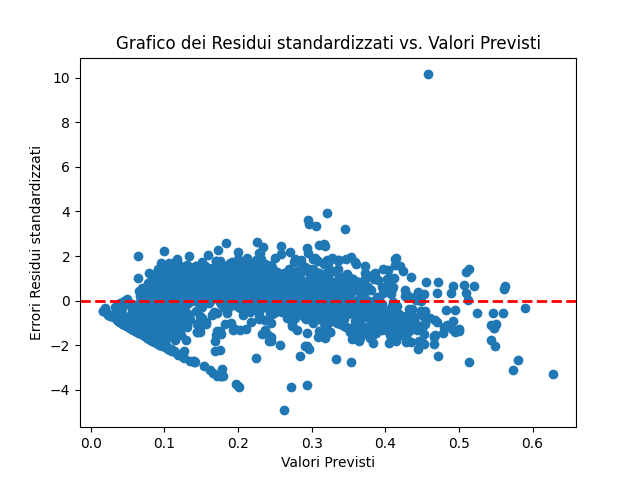 Grafico dei Residui standardizzati vs. Valori Previsti
Errori Residui standardizzati
10
8
6
4
2
0
−2
−4
0.0 0.1 0.2 0.3 0.4 0.5 0.6
Valori Previsti